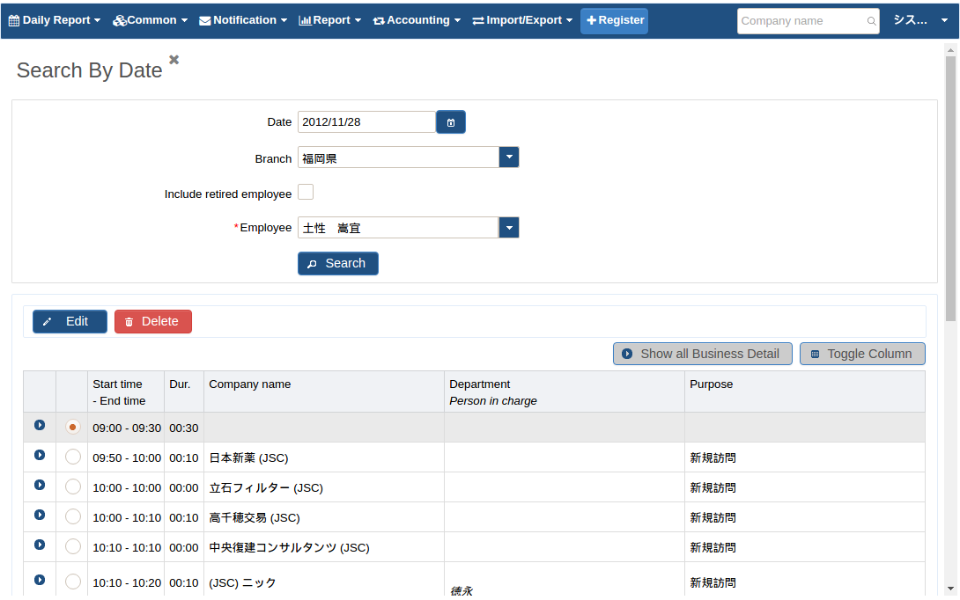 Daily Report Common Notification Report Accounting Import/Export Register Company name シス...
Search By Date
Date 2012/11/28
Branch 福岡県
Include retired employee
*Employee 土性 嵩宜
Search
Edit Delete
Show all Business Detail Toggle Column
Start time Dur. Company name Department Purpose
- End time Person in charge
09:00 - 09:30 00:30
09:50 - 10:00 00:10 日本新薬 (JSC) 新規訪問
10:00 - 10:00 00:00 立石フィルター (JSC) 新規訪問
10:00 - 10:10 00:10 高千穂交易 (JSC) 新規訪問
10:10 - 10:10 00:00 中央復建コンサルタンツ (JSC) 新規訪問
10:10 - 10:20 00:10 (JSC) ニック 新規訪問
徳永